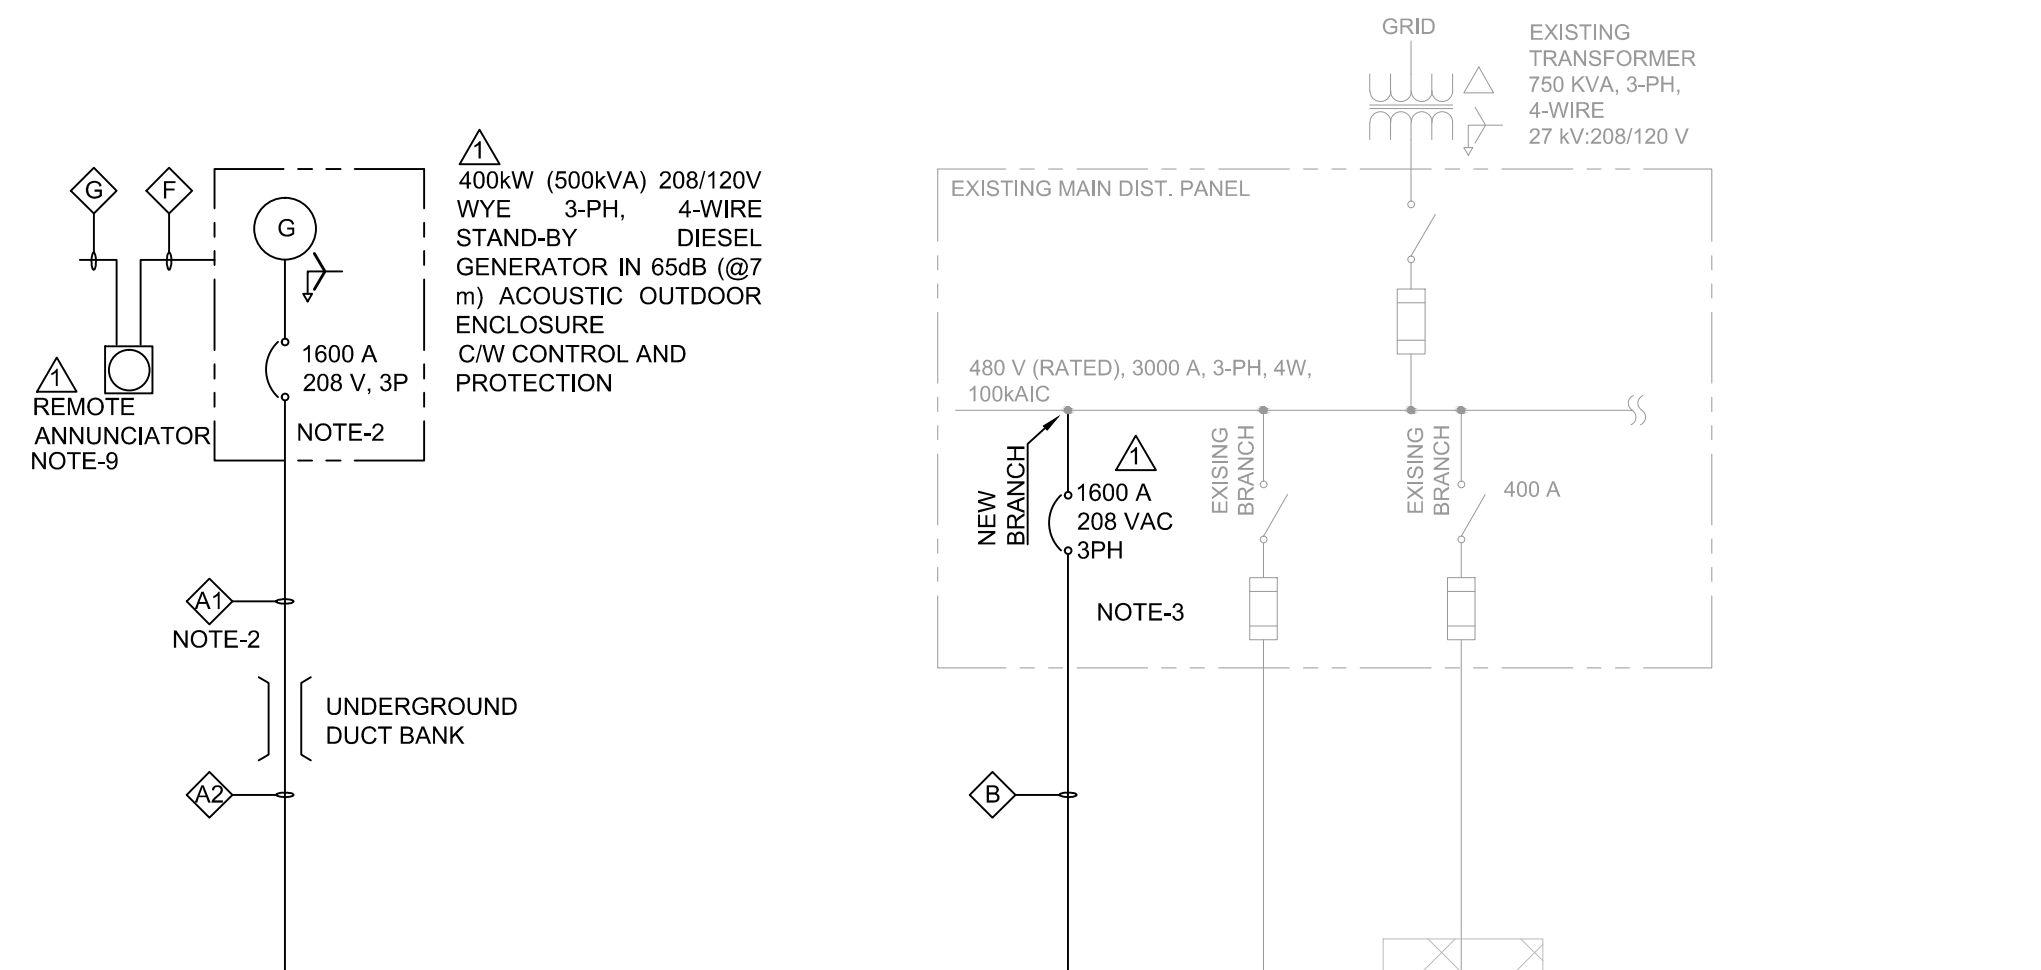 GRID
EXISTING
TRANSFORMER
750 KVA, 3-PH,
4-WIRE
27 kV:208/120 V
1
400kW (500kVA) 208/120V
WYE 3-PH, 4-WIRE
STAND-BY DIESEL
GENERATOR IN 65dB (@7
m) ACOUSTIC OUTDOOR
ENCLOSURE
C/W CONTROL AND
PROTECTION
G
F
G
1600 A
208 V, 3P
NOTE-2
1
REMOTE
ANNUNCIATOR
NOTE-9
A1
NOTE-2
UNDERGROUND
DUCT BANK
A2
EXISTING MAIN DIST. PANEL
480 V (RATED), 3000 A, 3-PH, 4W,
100kAIC
NEW
BRANCH
1
1600 A
208 VAC
3PH
NOTE-3
EXISING
BRANCH
EXISING
BRANCH
400 A
B